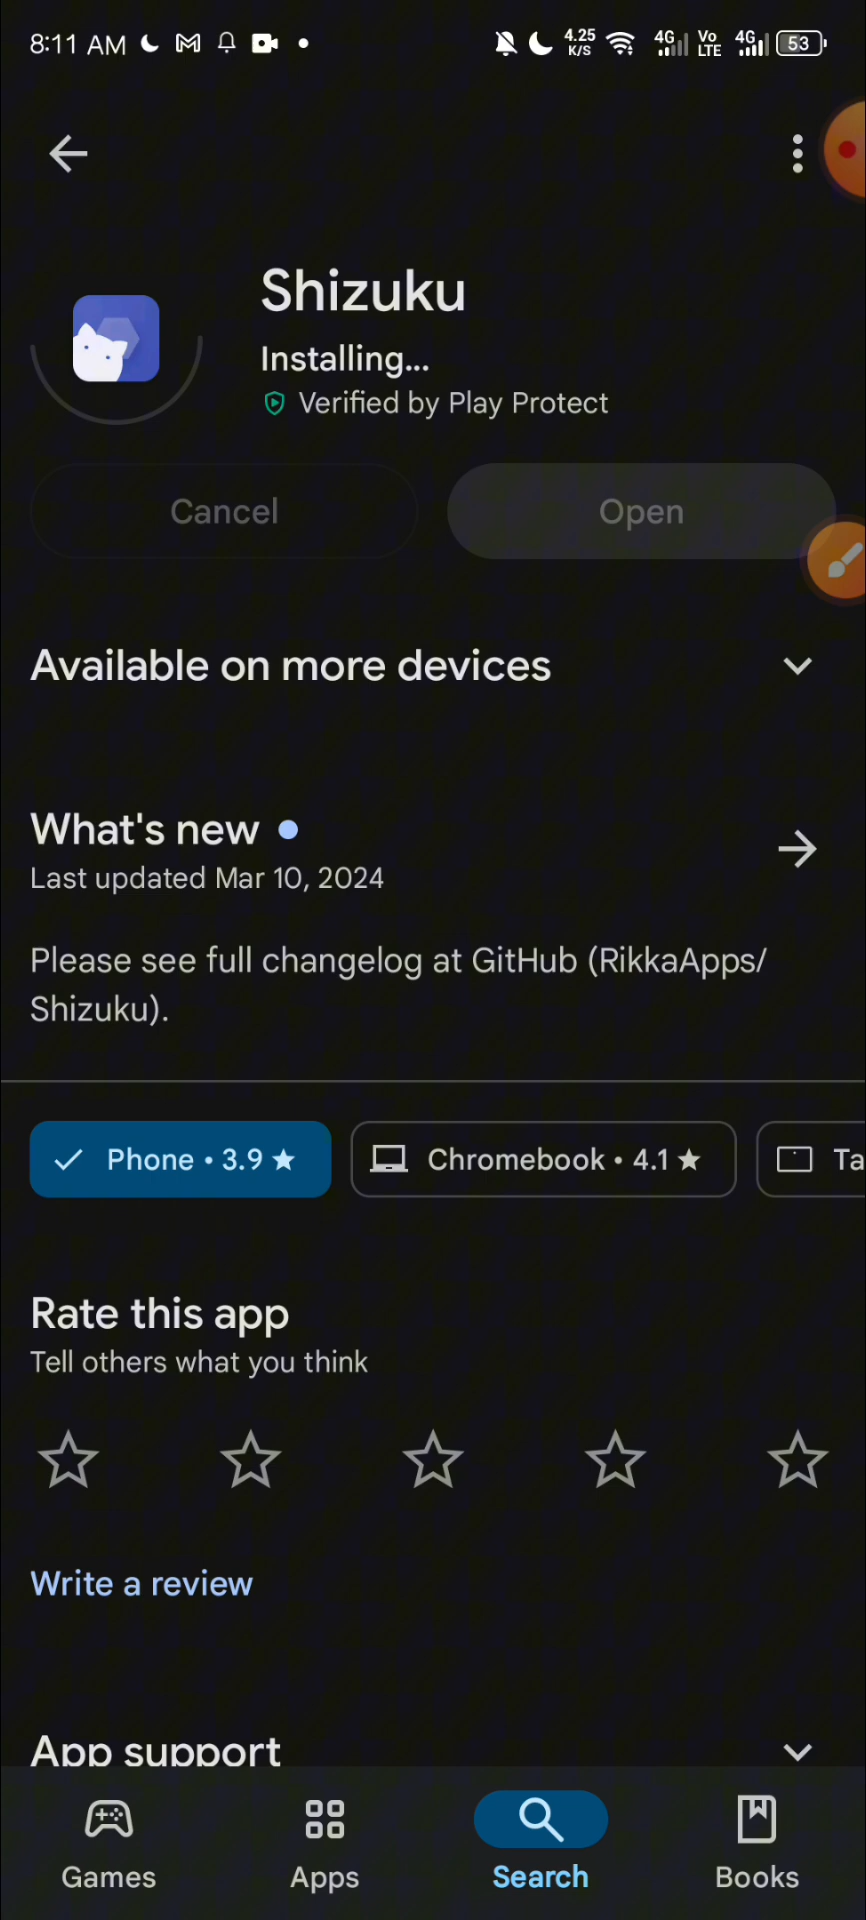 8:11 AM
4.25
K/S
4G
Vo
LTE
4G
53
Shizuku
Installing...
Verified by Play Protect
Cancel
Open
Available on more devices
What's new
Last updated Mar 10, 2024
Please see full changelog at GitHub (RikkaApps/
Shizuku).
Phone • 3.9 ★
Chromebook • 4.1 ★
Ta
Rate this app
Tell others what you think
Write a review
App support
Games
Apps
Search
Books